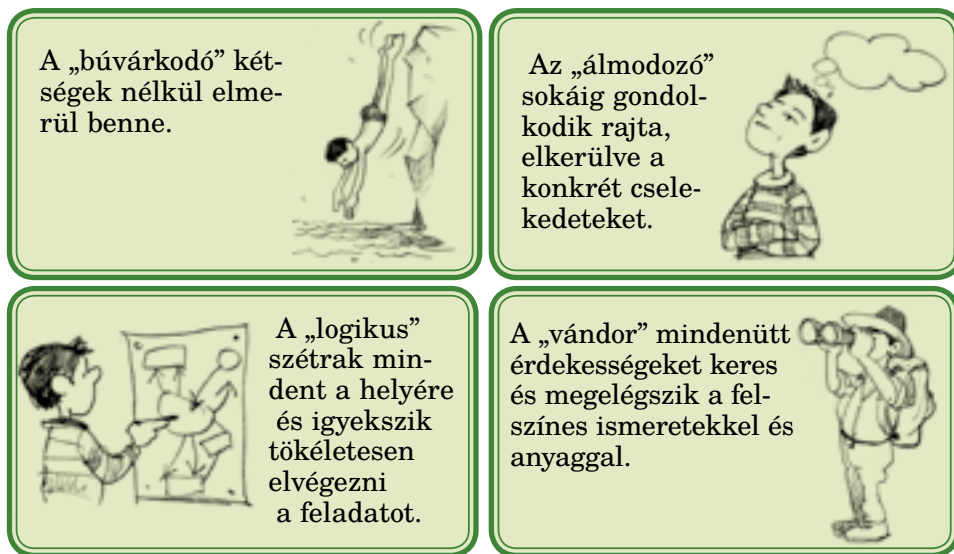 A „búvárkodó” két-
ségek nélkül elme-
rül benne.
Az „álmodozó”
sokáig gondol-
kodik rajta,
elkerülve a
konkrét csele-
kedeteket.
A „logikus”
szétrak min-
dent a helyére
és igyekszik
tökéletesen
elvégezni
a feladatot.
A „vándor” mindenütt
érdekességeket keres
és megelégszik a fel-
színes ismeretekkel és
anyaggal.